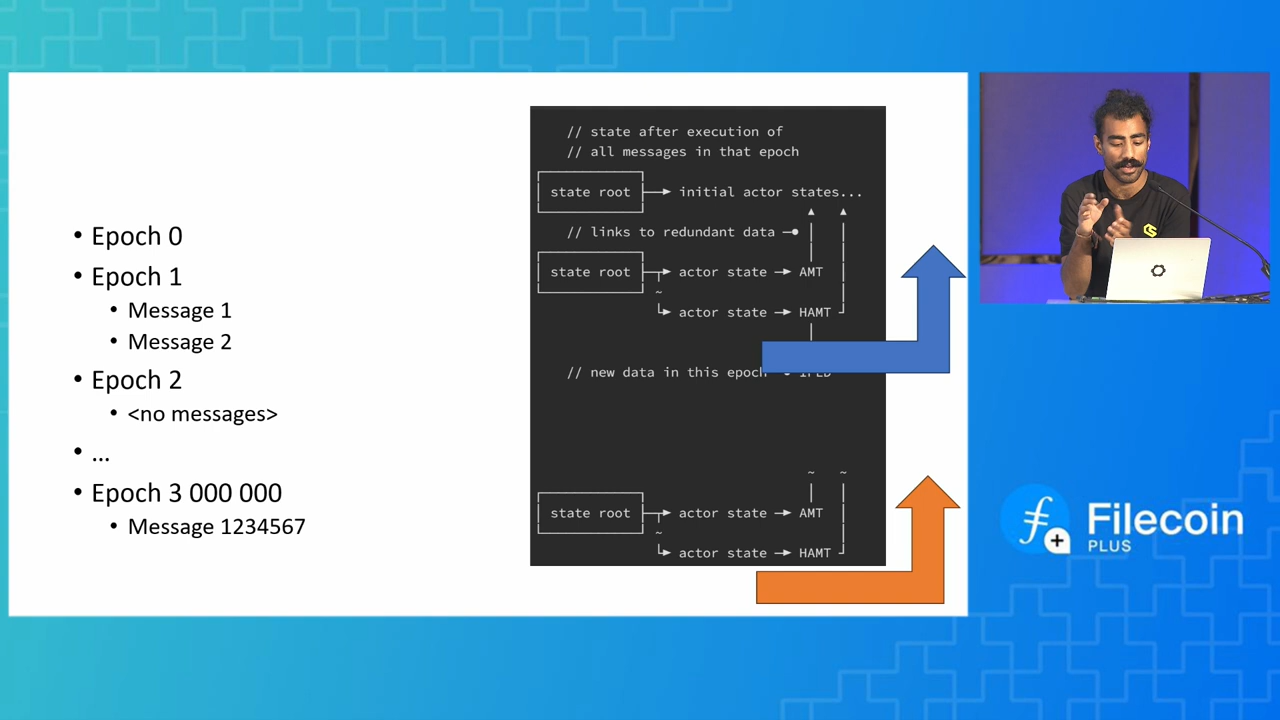 • Epoch 0
• Epoch 1
• Message 1
• Message 2
• Epoch 2
• <no messages>
• ...
• Epoch 3 000 000
• Message 1234567
// state after execution of
// all messages in that epoch
state root initial actor states...
// links to redundant data
state root actor state AMT
~
actor state HAMT
// new data in this epoch
~ ~
state root actor state AMT
~
actor state HAMT
Filecoin
PLUS